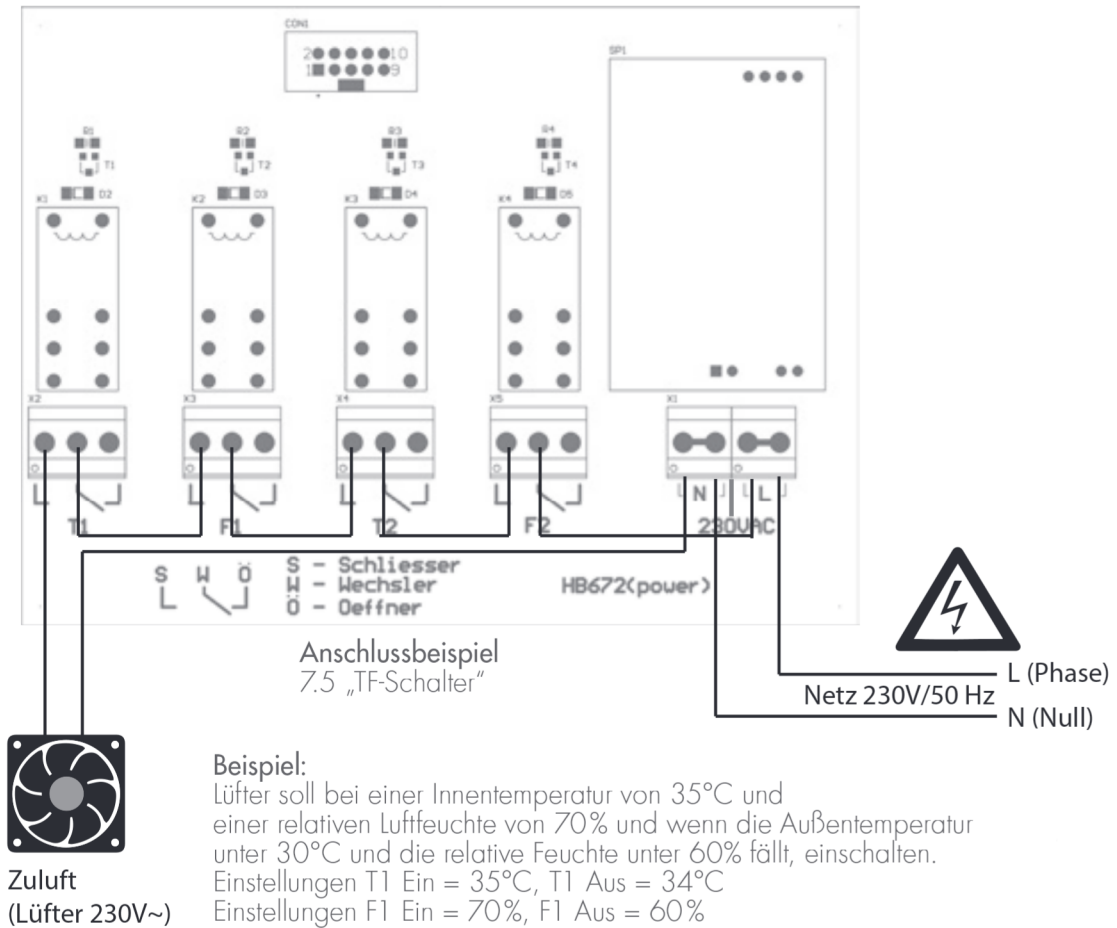 CON1
2 10
1 9
SP1
R1
R2
R3
R4
T1
T2
T3
T4
D2
D3
D4
D5
K1
K2
K3
K4
X2
X3
X4
X5
X1
N
L
T1
F1
T2
F2
230VAC
S W Ö
S - Schliesser
W - Wechsler
Ö - Oeffner
HB672(power)
Anschlussbeispiel
7.5 „TF-Schalter“
L (Phase)
Netz 230V/50 Hz
N (Null)
Beispiel:
Lüfter soll bei einer Innentemperatur von 35°C und
einer relativen Luftfeuchte von 70% und wenn die Außentemperatur
unter 30°C und die relative Feuchte unter 60% fällt, einschalten.
Einstellungen T1 Ein = 35°C, T1 Aus = 34°C
Einstellungen F1 Ein = 70%, F1 Aus = 60%
Zuluft
(Lüfter 230V~)